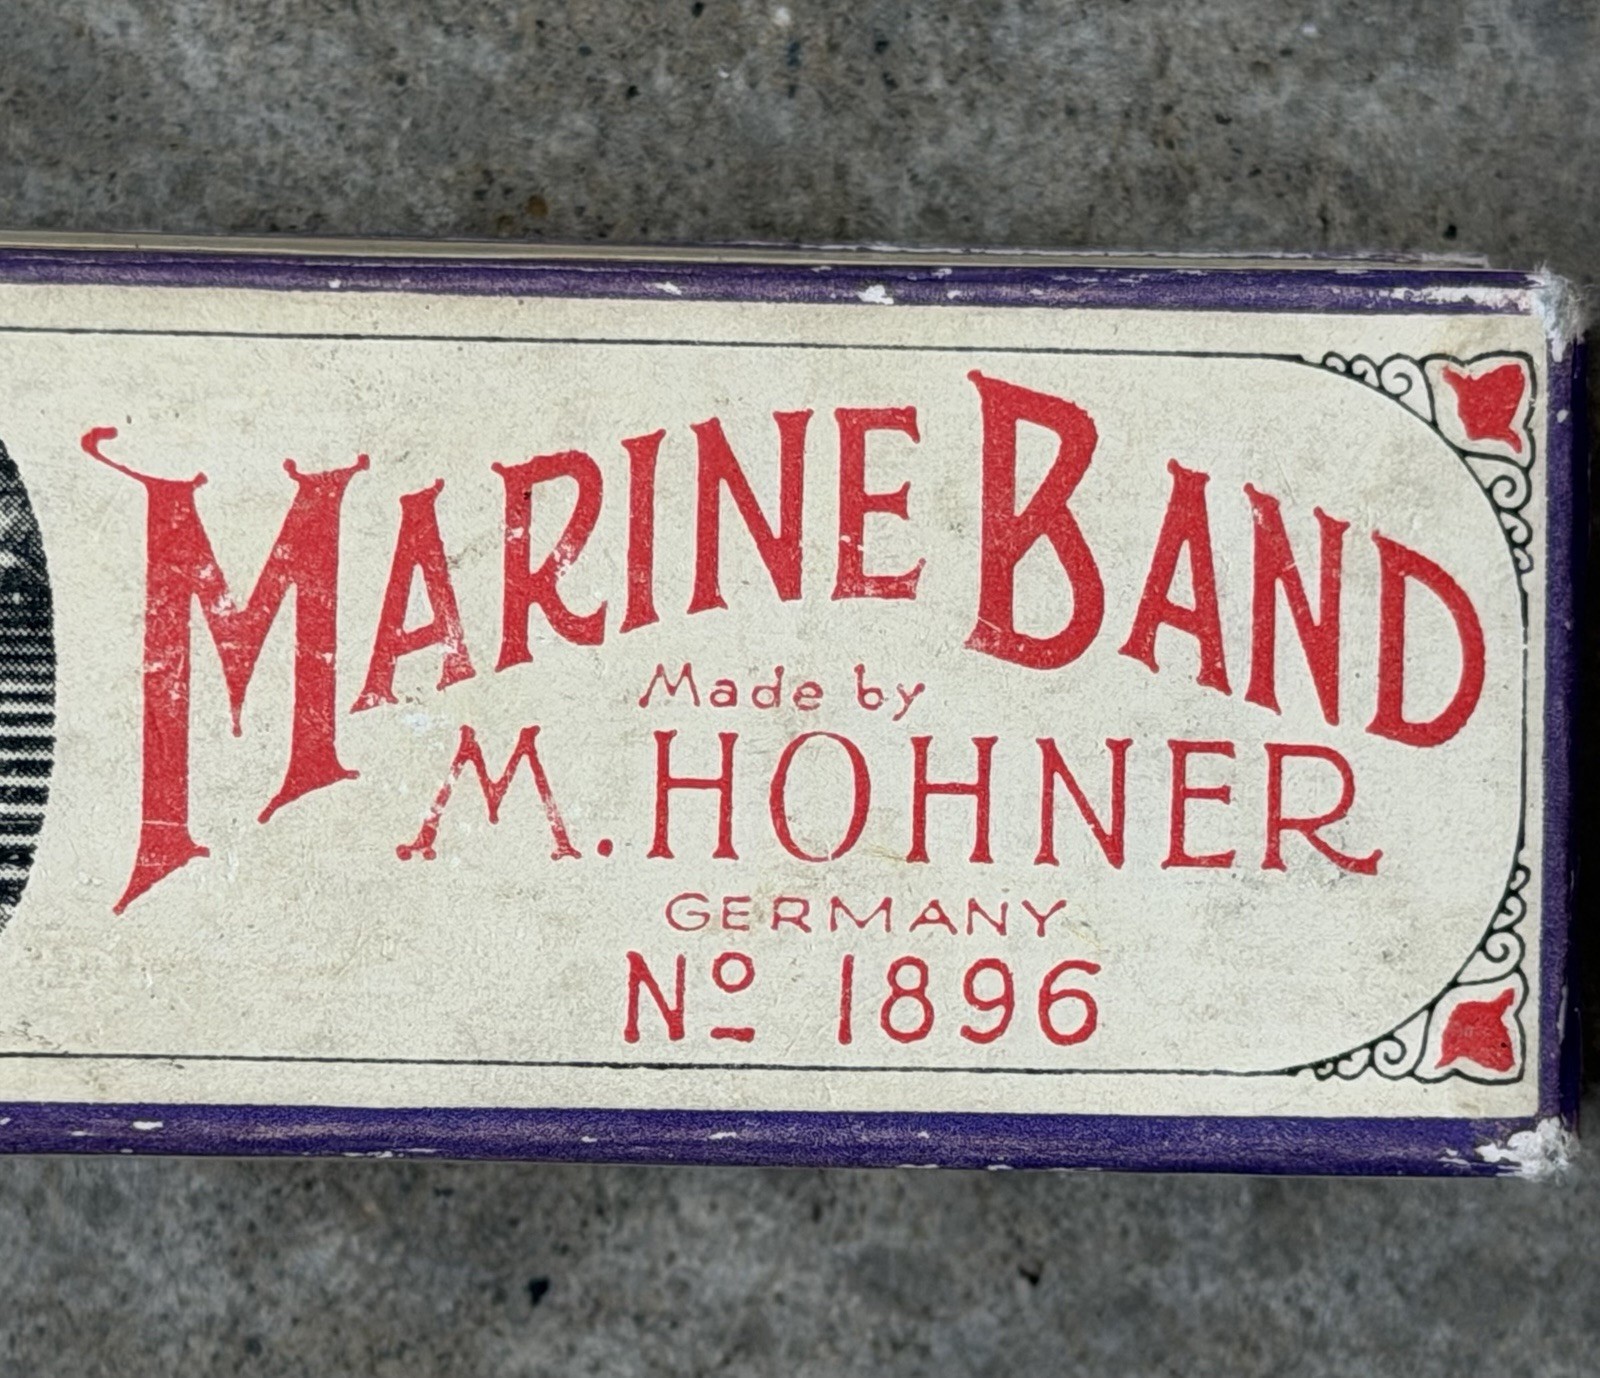 MARINE BAND
Made by
M. HOHNER
GERMANY
Nº 1896